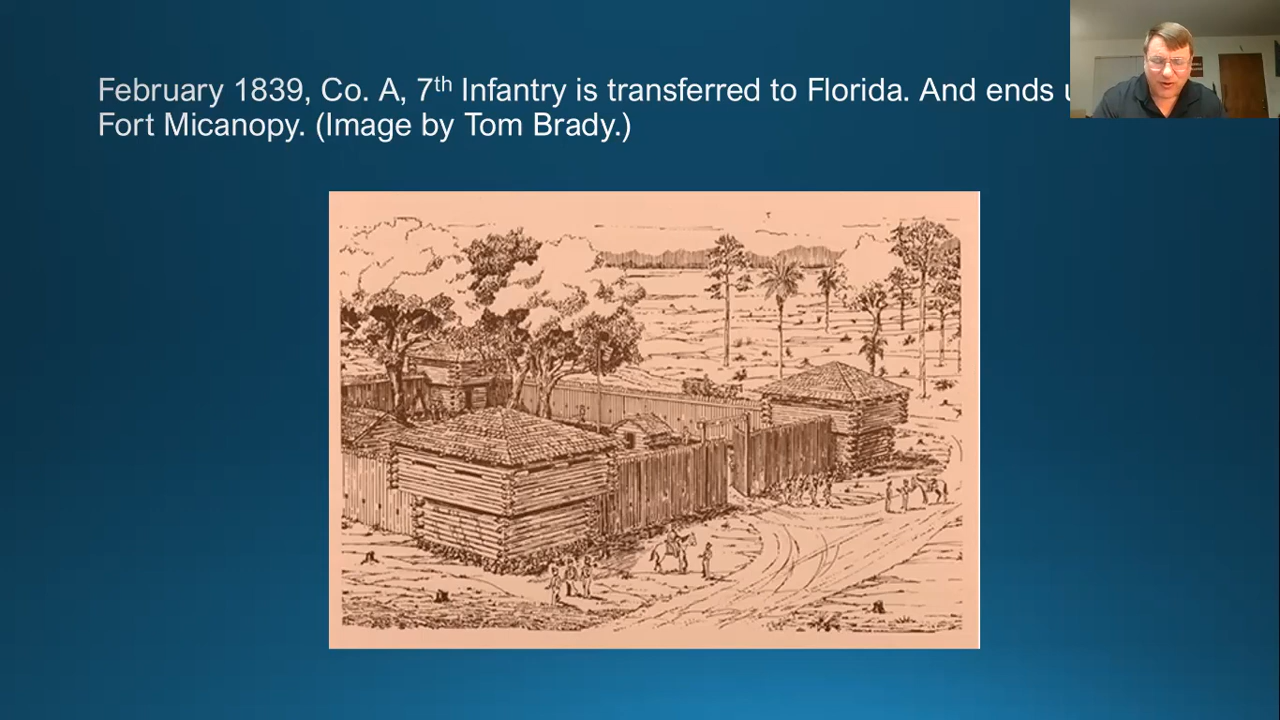 February 1839, Co. A, 7th Infantry is transferred to Florida. And ends
Fort Micanopy. (Image by Tom Brady.)